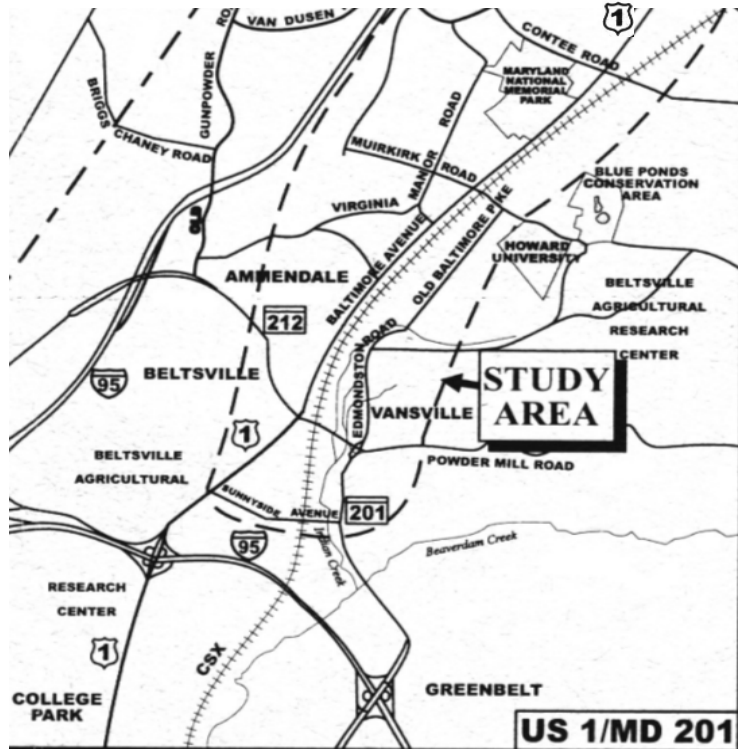 1
VAN DUSEN
RO
CONTEE ROAD
GUNPOWDER
BRIGGS
CHANEY ROAD
MARYLAND
NATIONAL
MEMORIAL
PARK
MANOR ROAD
MUIRKIRK ROAD
BLUE PONDS
CONSERVATION
AREA
VIRGINIA
OLD
BALTIMORE AVENUE
OLD BALTIMORE PIKE
HOWARD
UNIVERSITY
AMMENDALE
BELTSVILLE
AGRICULTURAL
RESEARCH
CENTER
212
EDMONDSTON ROAD
95
BELTSVILLE
VANSVILLE
STUDY
AREA
1
BELTSVILLE
AGRICULTURAL
POWDER MILL ROAD
SUNNYSIDE AVENUE
201
95
Indian Creek
Beaverdam Creek
RESEARCH
CENTER
1
CSX
COLLEGE
PARK
GREENBELT
US 1/MD 201